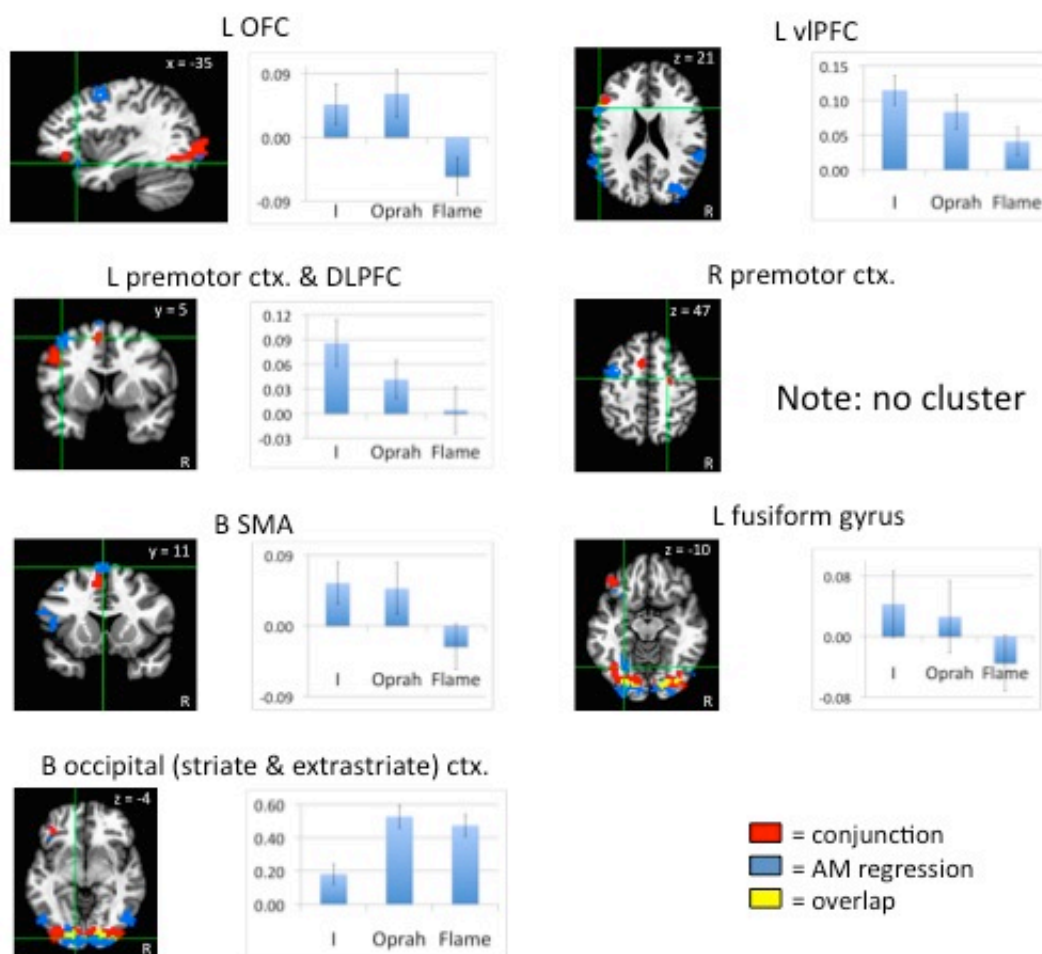 L OFC
x = -35
0.09
0.00
-0.09
I Oprah Flame
L vlPFC
z = 21
R
0.15
0.10
0.05
0.00
I Oprah Flame
L premotor ctx. & DLPFC
y = 5
R
0.12
0.09
0.06
0.03
0.00
-0.03
I Oprah Flame
R premotor ctx.
z = 47
R
Note: no cluster
B SMA
y = 11
R
0.09
0.00
-0.09
I Oprah Flame
L fusiform gyrus
z = -10
R
0.08
0.00
-0.08
I Oprah Flame
B occipital (striate & extrastriate) ctx.
z = -4
R
0.60
0.40
0.20
0.00
I Oprah Flame
= conjunction
= AM regression
= overlap